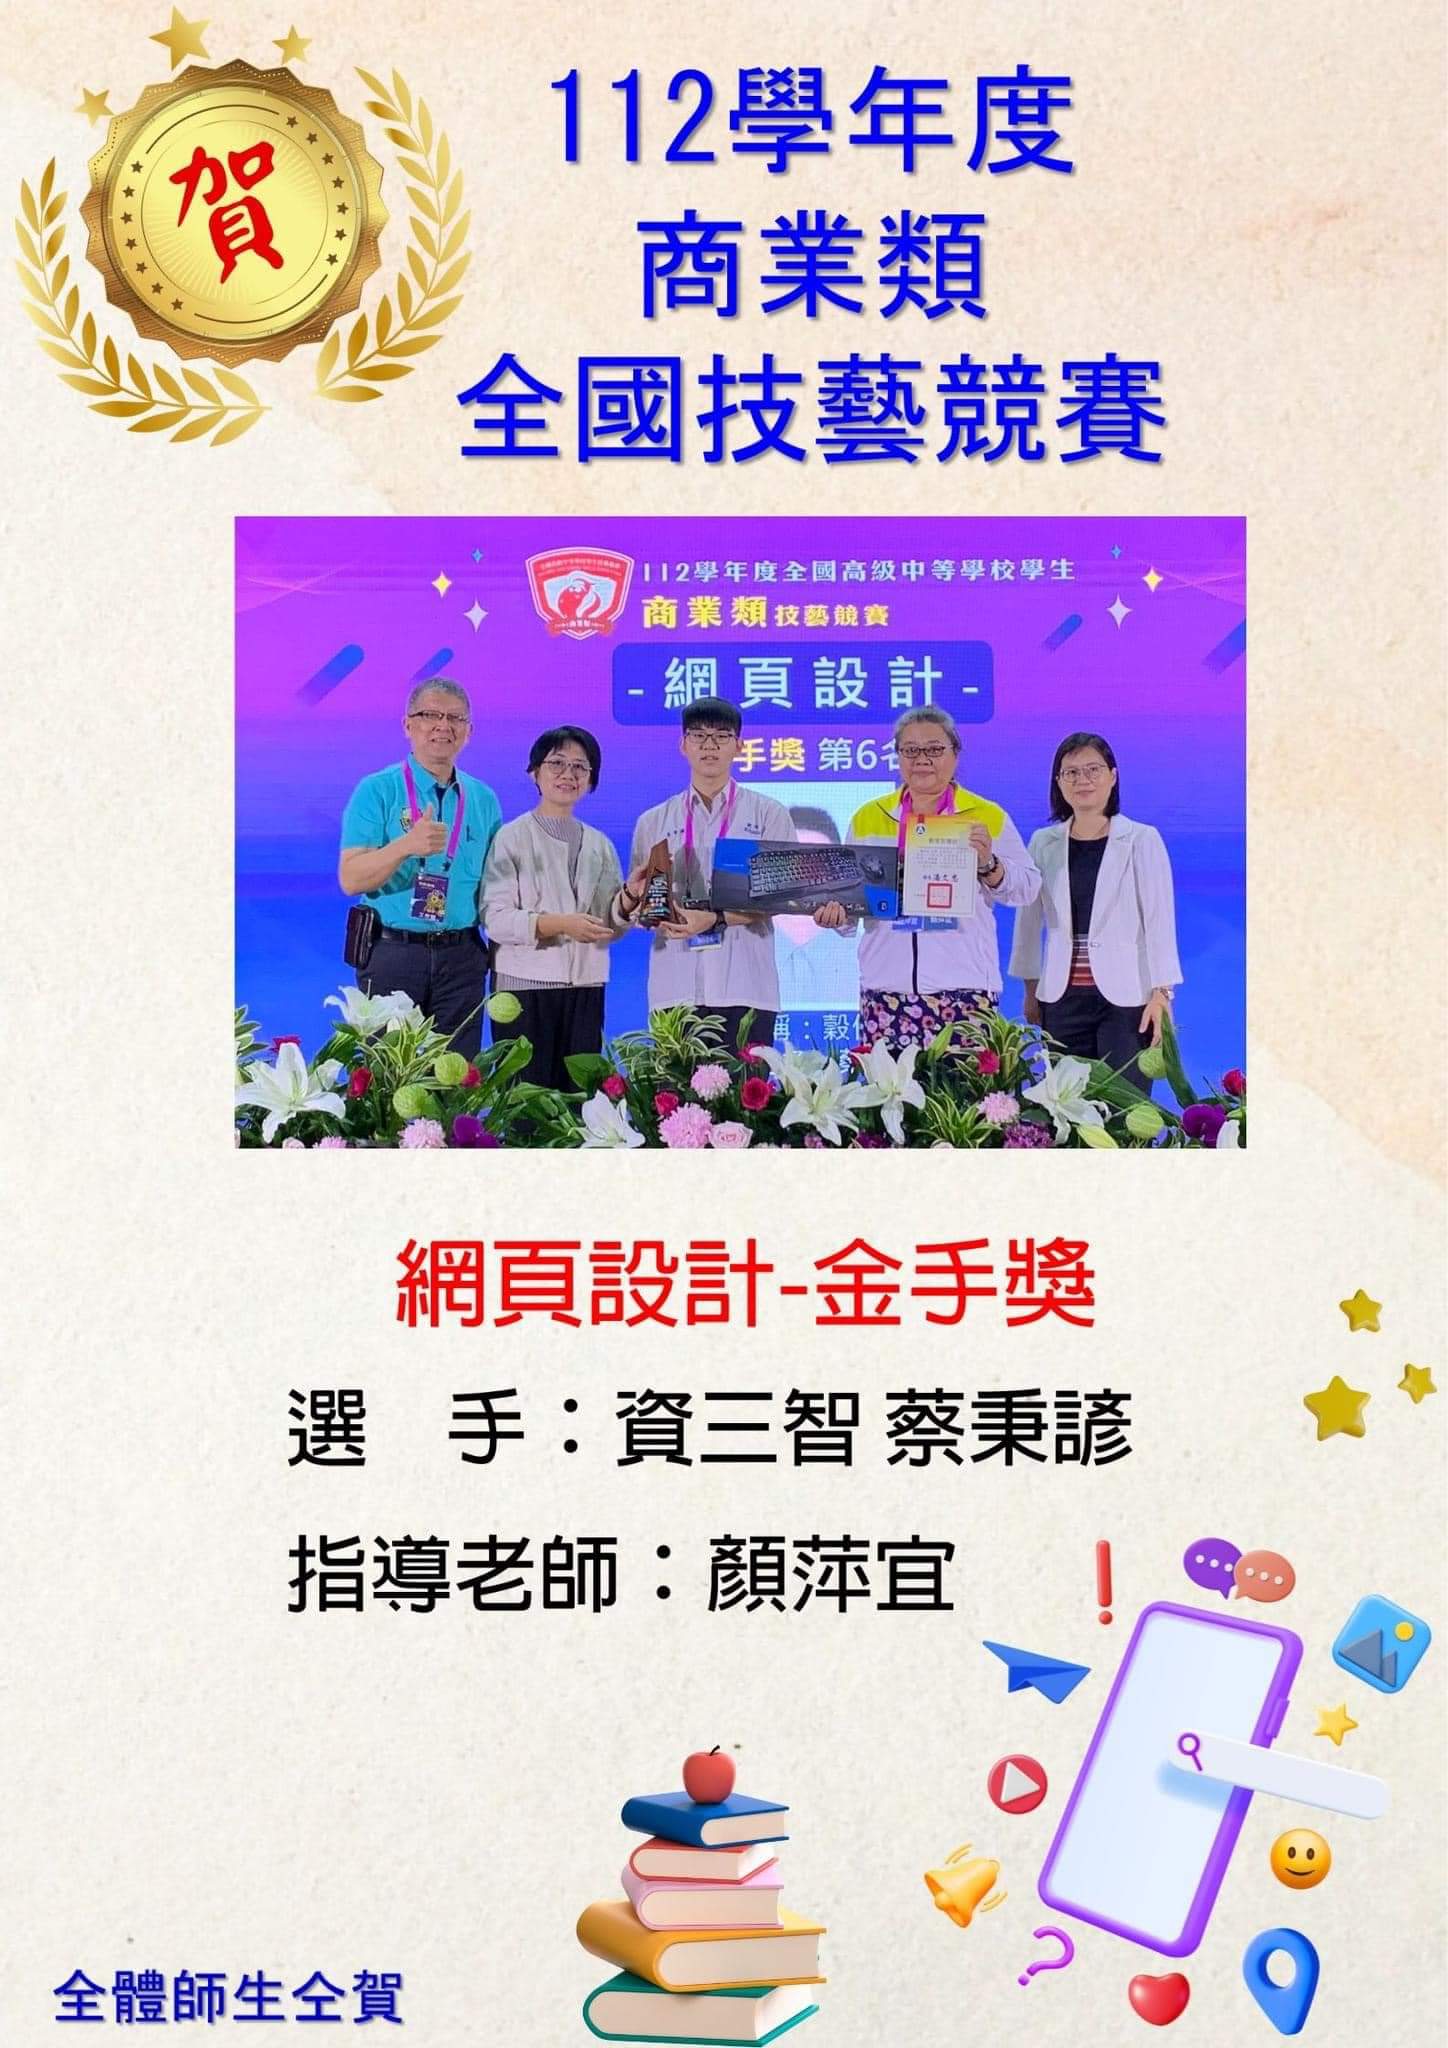 賀
112學年度
商業類
全國技藝競賽
112學年度全國高級中等學校學生
商業類技藝競賽
-網頁設計-
手獎 第6名
網頁設計-金手獎
選　手：資三智 蔡秉諺
指導老師：顏萍宜
全體師生仝賀